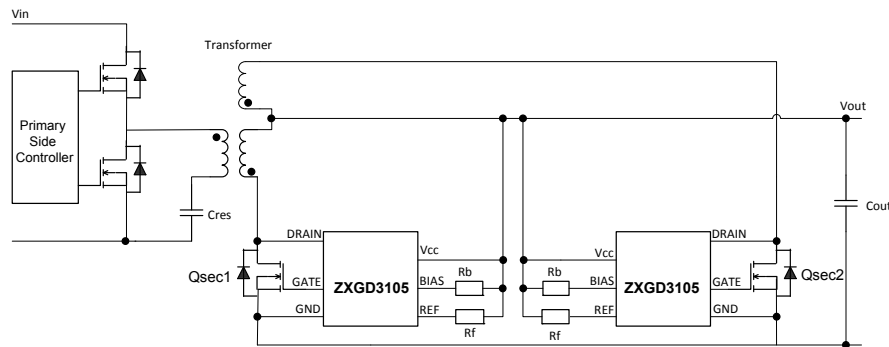 Vin
Transformer
Vout
Primary
Side
Controller
Cres
Cout
DRAIN
Vcc
Qsec1
GATE
ZXGD3105
BIAS
Rb
GND
REF
Rf
DRAIN
Vcc
Rb
BIAS
ZXGD3105
GATE
Qsec2
Rf
REF
GND